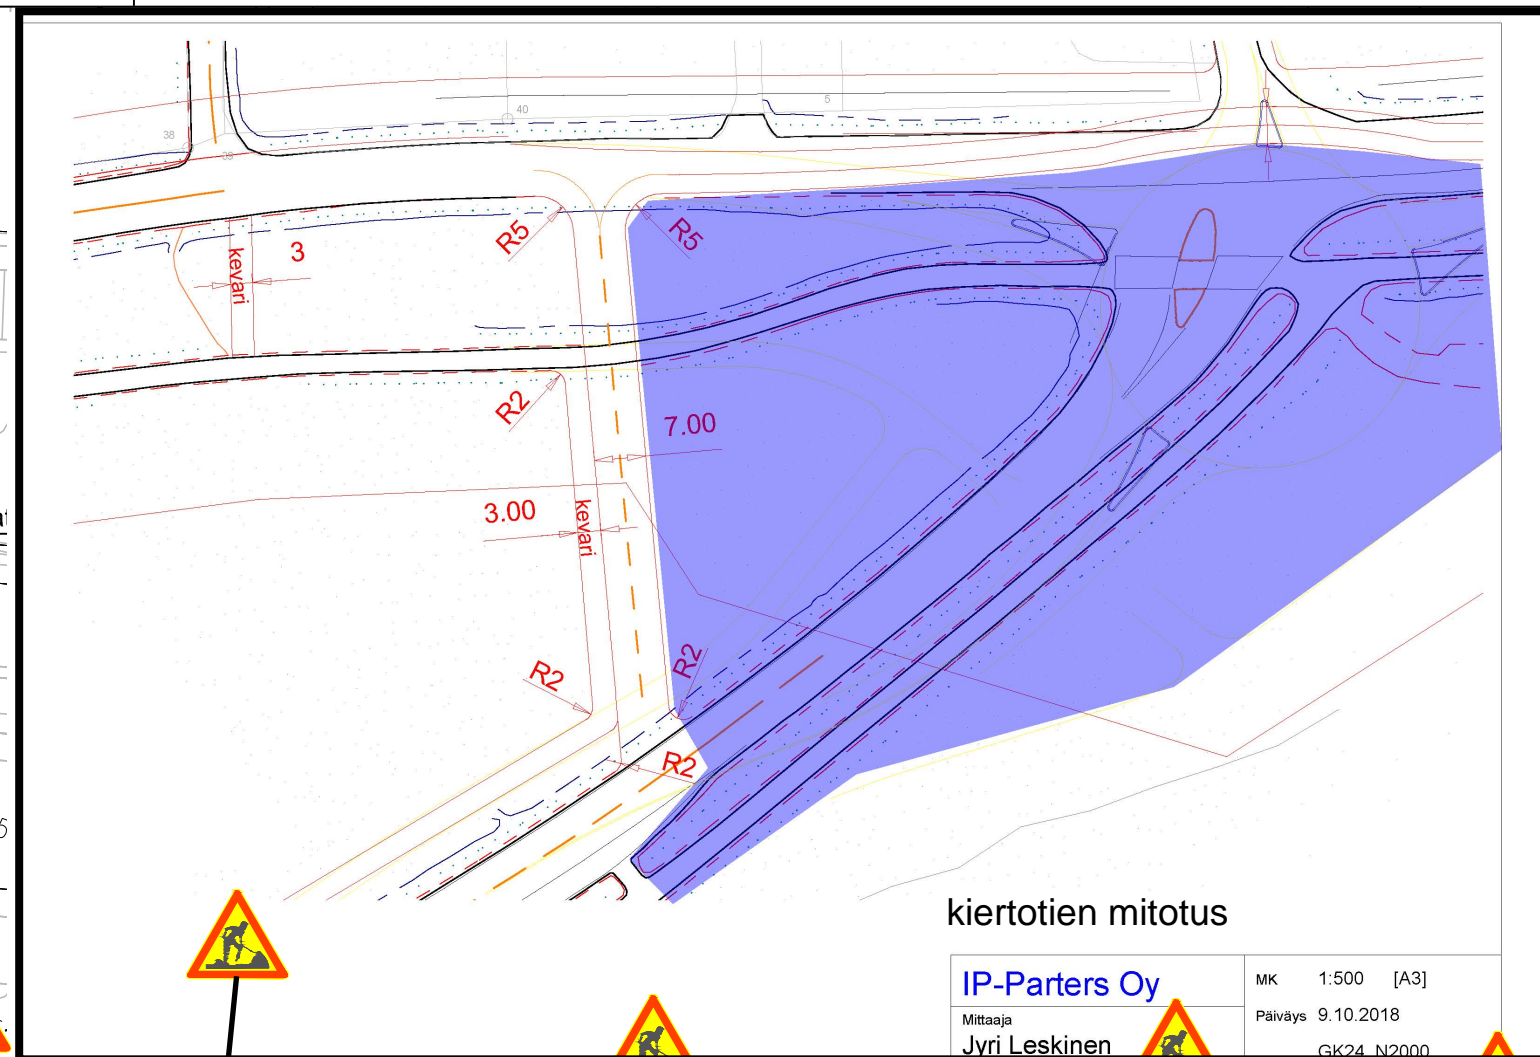 40
5
38
39
R5
R5
3
kevari
R2
7.00
3.00
kevari
R2
R2
R2
kiertotien mitotus
IP-Parters Oy
MK 1:500 [A3]
Mittaaja
Päiväys 9.10.2018
Jyri Leskinen
GK24 N2000